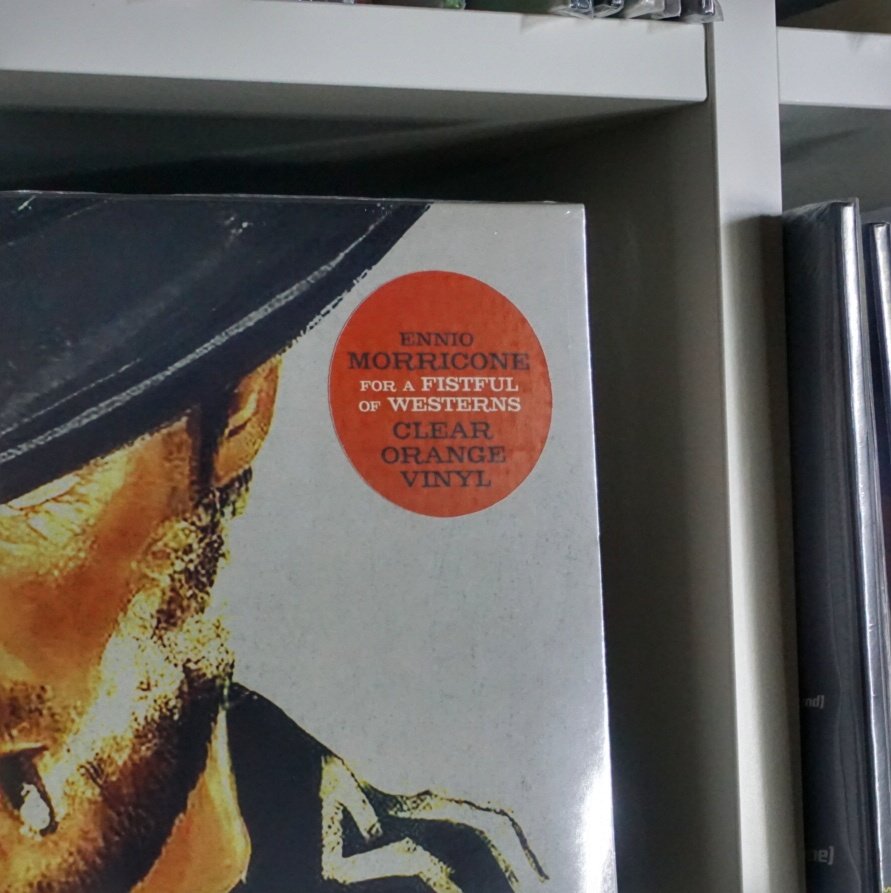 ENNIO
MORRICONE
FOR A FISTFUL
OF WESTERNS
CLEAR
ORANGE
VINYL